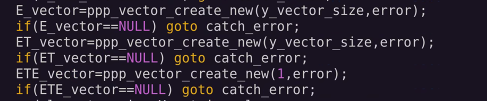 E_vector=ppp_vector_create_new(y_vector_size,error);
if(E_vector==NULL) goto catch_error;
ET_vector=ppp_vector_create_new(y_vector_size,error);
if(ET_vector==NULL) goto catch_error;
ETE_vector=ppp_vector_create_new(1,error);
if(ETE_vector==NULL) goto catch_error;